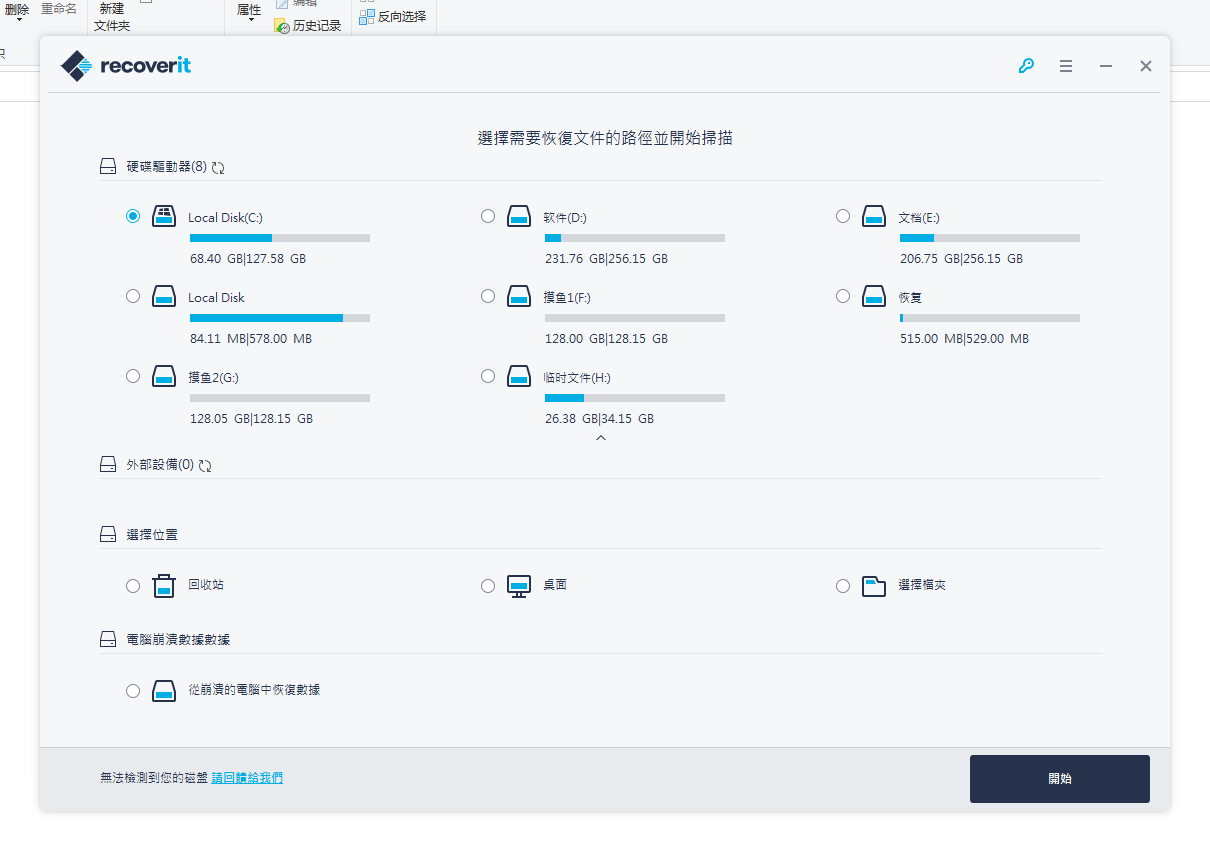 删除
重命名
新建
文件夹
属性
编辑
历史记录
反向选择
recoverit
選擇需要恢復文件的路徑並開始掃描
硬碟驅動器(8)
Local Disk(C:)
68.40 GB|127.58 GB
软件(D:)
231.76 GB|256.15 GB
文档(E:)
206.75 GB|256.15 GB
Local Disk
84.11 MB|578.00 MB
摸鱼1(F:)
128.00 GB|128.15 GB
恢复
515.00 MB|529.00 MB
摸鱼2(G:)
128.05 GB|128.15 GB
临时文件(H:)
26.38 GB|34.15 GB
外部設備(0)
選擇位置
回收站
桌面
選擇檔夾
電腦崩潰數據數據
從崩潰的電腦中恢復數據
無法檢測到您的磁盤 請回饋給我們
開始